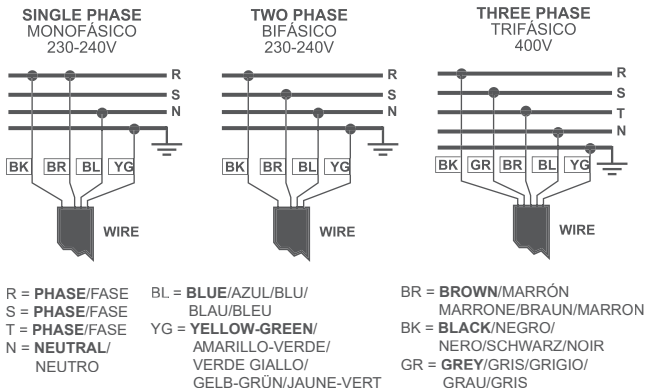 SINGLE PHASE
MONOFÁSICO
230-240V
R
S
N
BK BR BL YG
WIRE
TWO PHASE
BIFÁSICO
230-240V
R
S
N
BK BR BL YG
WIRE
THREE PHASE
TRIFÁSICO
400V
R
S
T
N
BK GR BR BL YG
WIRE
R = PHASE/FASE
S = PHASE/FASE
T = PHASE/FASE
N = NEUTRAL/
NEUTRO
BL = BLUE/AZUL/BLU/
BLAU/BLEU
YG = YELLOW-GREEN/
AMARILLO-VERDE/
VERDE GIALLO/
GELB-GRÜN/JAUNE-VERT
BR = BROWN/MARRÓN
MARRONE/BRAUN/MARRON
BK = BLACK/NEGRO/
NERO/SCHWARZ/NOIR
GR = GREY/GRIS/GRIGIO/
GRAU/GRIS